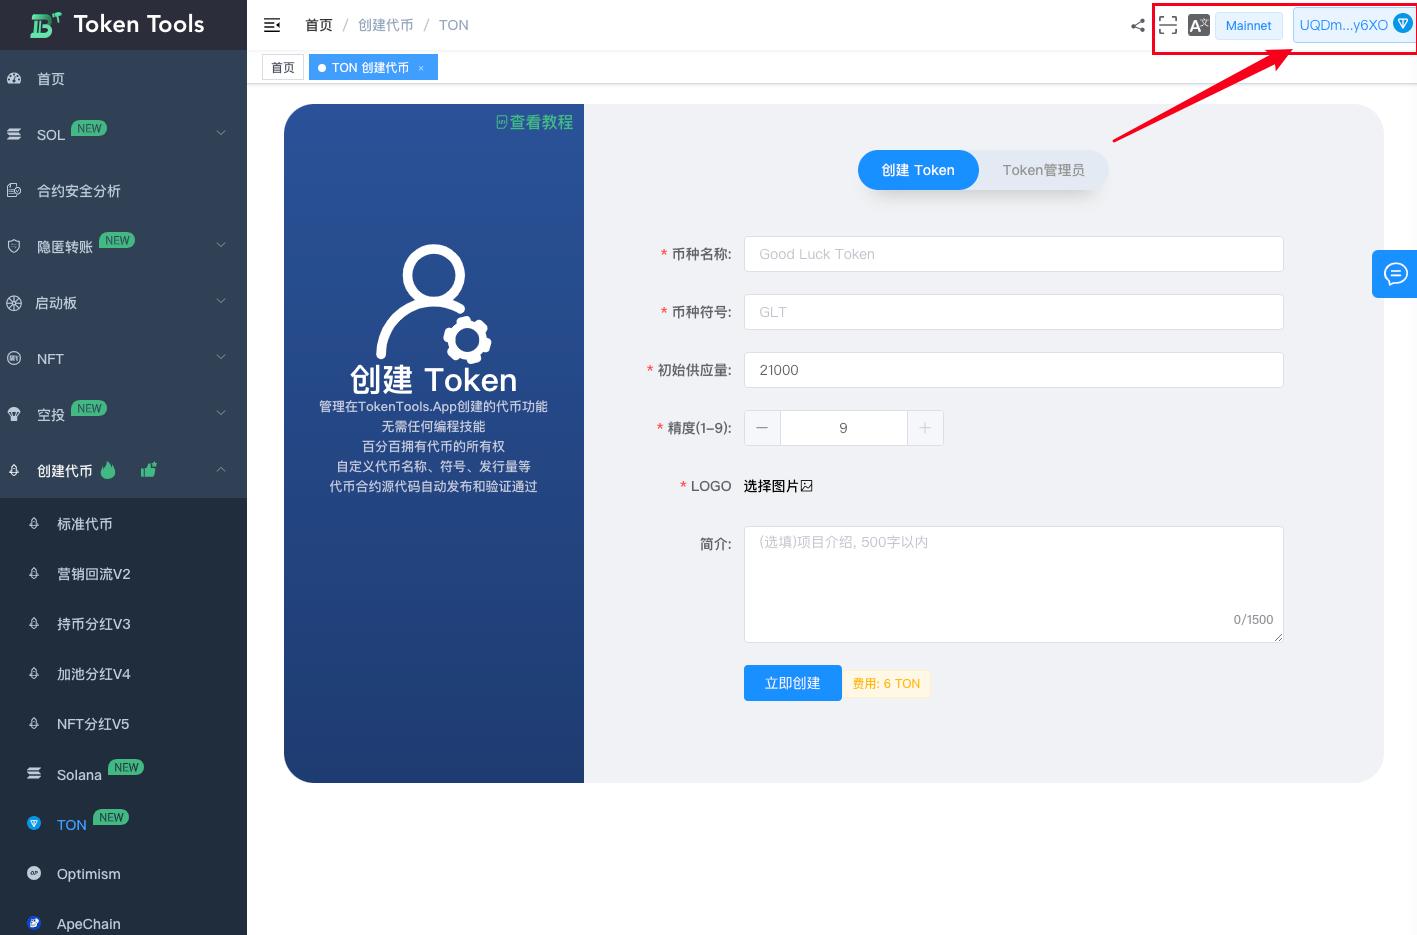 Token Tools
首页
SOL NEW
合约安全分析
隐匿转账 NEW
启动板
NFT
空投 NEW
创建代币
标准代币
营销回流V2
持币分红V3
加池分红V4
NFT分红V5
Solana NEW
TON NEW
Optimism
ApeChain
首页 / 创建代币 / TON
Mainnet
UQDm...y6XO
首页
TON 创建代币 ×
查看教程
创建 Token
管理在TokenTools.App创建的代币功能
无需任何编程技能
百分百拥有代币的所有权
自定义代币名称、符号、发行量等
代币合约源代码自动发布和验证通过
创建 Token
Token管理员
* 币种名称: Good Luck Token
* 币种符号: GLT
* 初始供应量: 21000
* 精度(1-9): — 9 +
* LOGO 选择图片
简介: (选填)项目介绍, 500字以内
0/1500
立即创建
费用: 6 TON